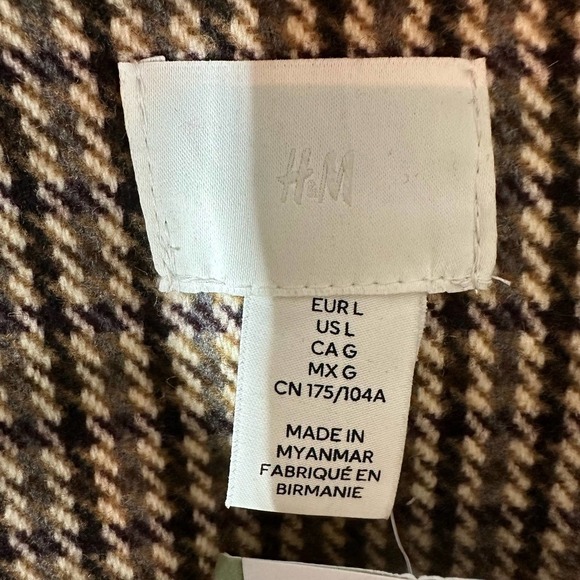 H&M
EUR L
US L
CA G
MX G
CN 175/104A
MADE IN
MYANMAR
FABRIQUÉ EN
BIRMANIE